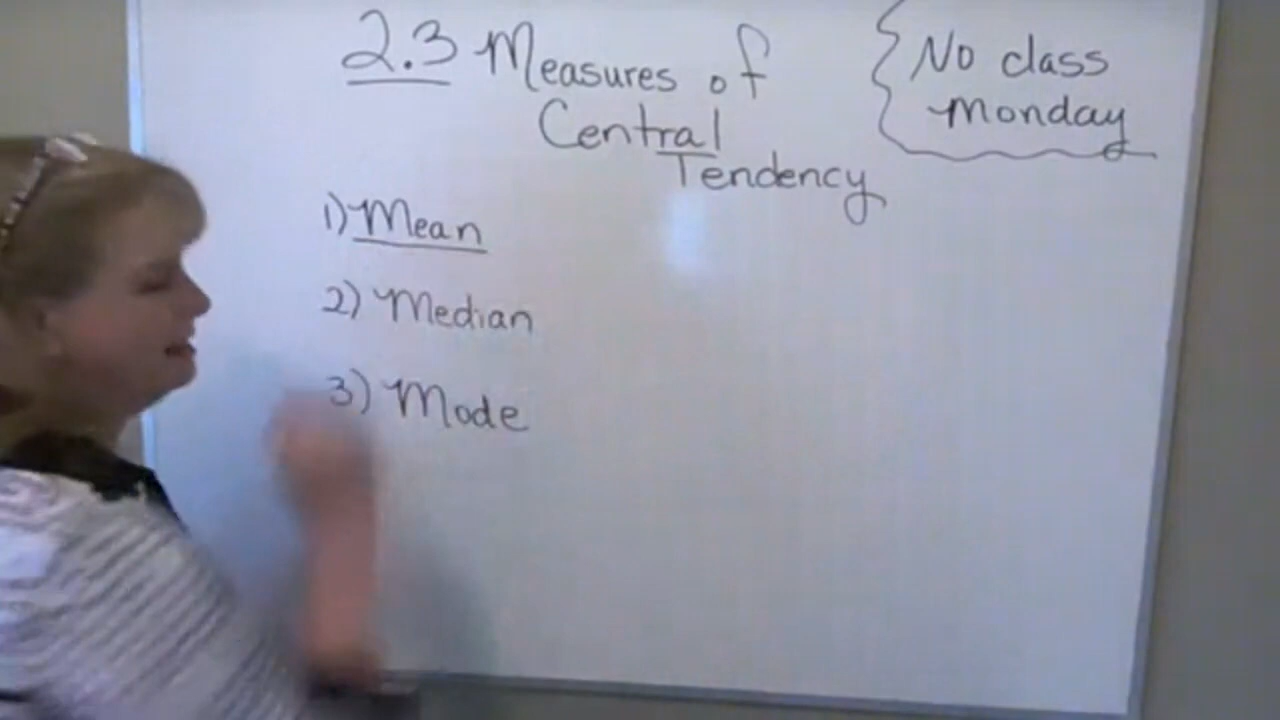 2.3 Measures of
Central
Tendency
No class
Monday
1) Mean
2) Median
3) Mode